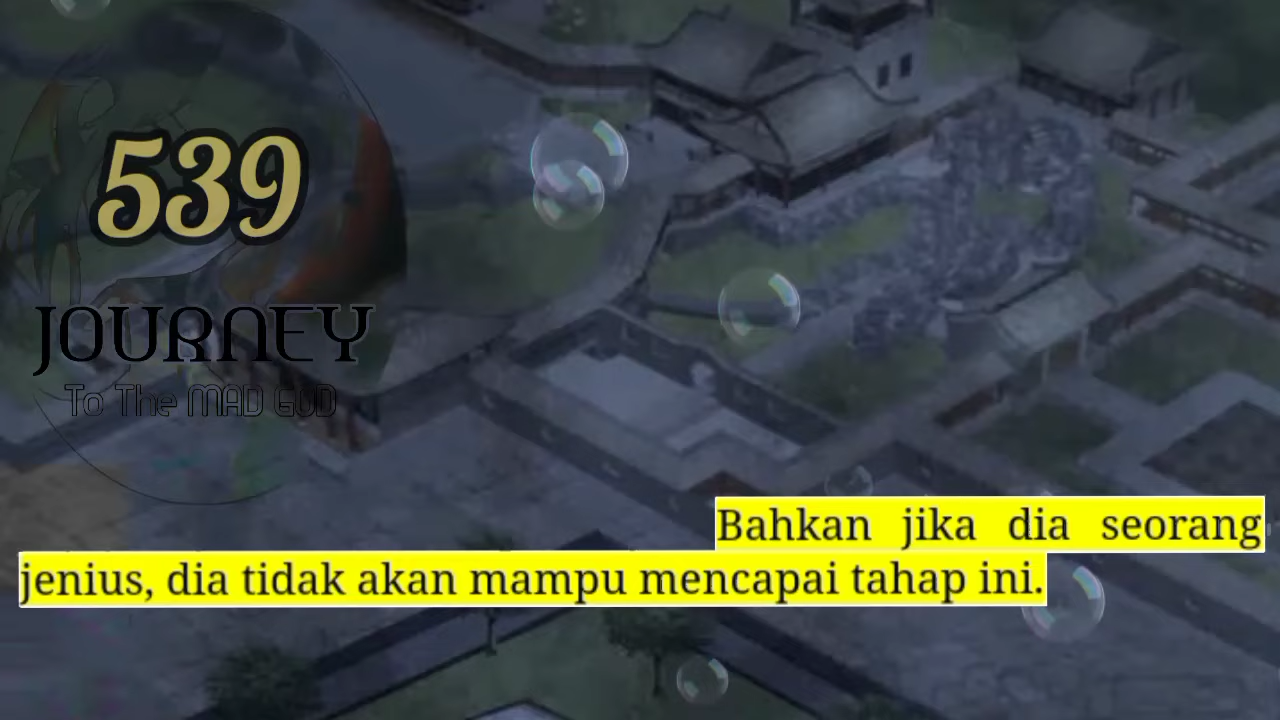 539
JOURNEY
To The MAD GOD
Bahkan jika dia seorang
jenius, dia tidak akan mampu mencapai tahap ini.